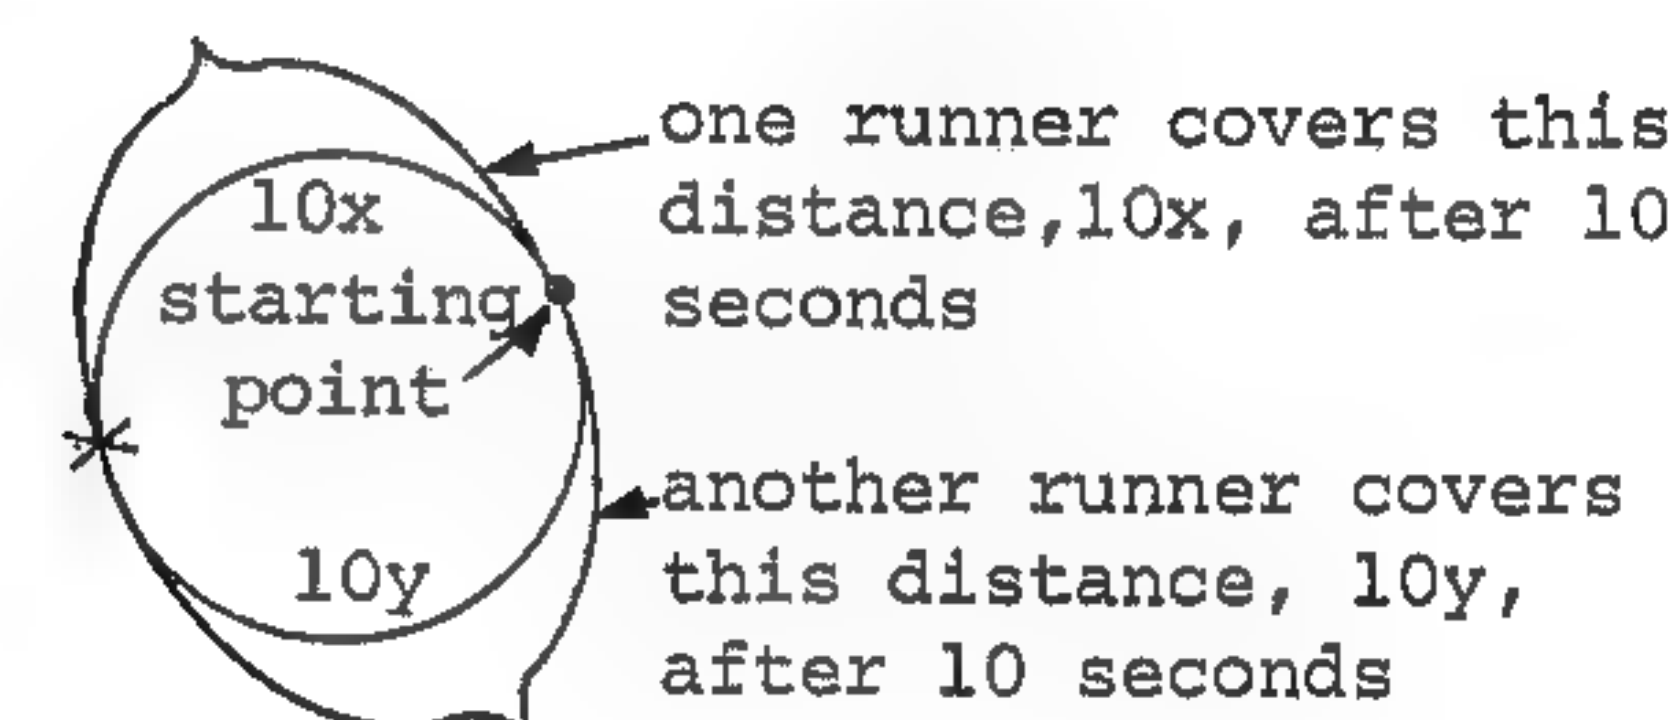 one runner covers this
distance,10x, after 10
seconds
10x
starting
point
another runner covers
this distance, 10y,
after 10 seconds
10y